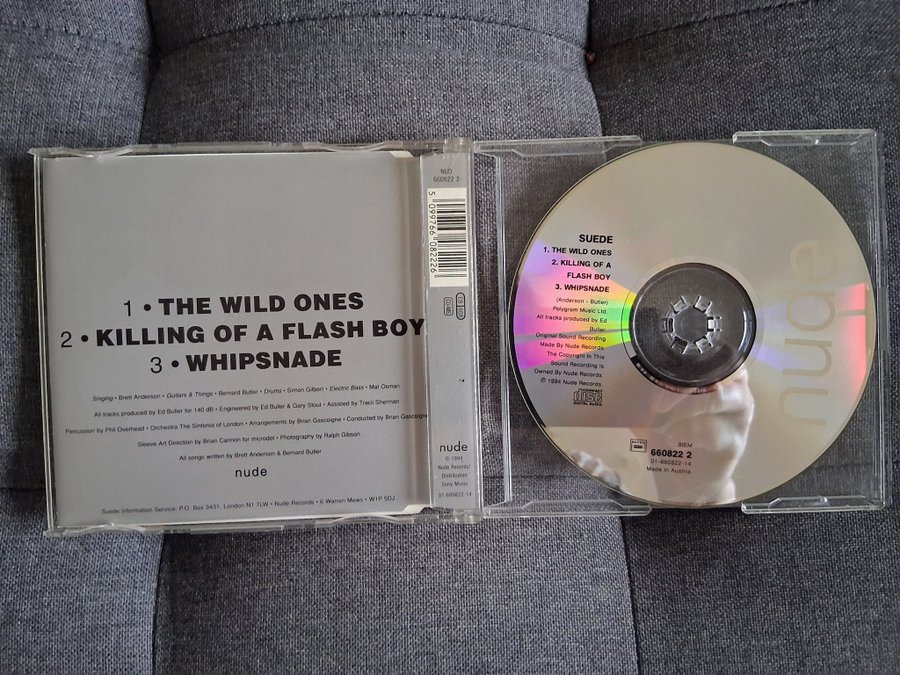 1 • THE WILD ONES
2 • KILLING OF A FLASH BOY
3 • WHIPSNADE
Singing • Brett Anderson • Guitars & Things • Bernard Butler • Drums • Simon Gilbert • Electric Bass • Mat Osman
All tracks produced by Ed Buller for 140 dB • Engineered by Ed Buller & Gary Stout • Assisted by Tracii Sherman
Percussion by Phil Overhead • Orchestra The Sinfonia of London • Arrangements by Brian Gascoigne • Conducted by Brian Gascoigne
Sleeve Art Direction by Brian Cannon for microdot • Photography by Ralph Gibson
All songs written by Brett Anderson & Bernard Butler
nude
Suede Information Service: P.O. Box 3431, London N1 7LW • Nude Records • 6 Warren Mews • W1P 5DJ
NUD
660822 2
5 099766 082226
nude
© 1994
Nude Records/
Distribution
Sony Music
01-660822-14
SUEDE
1. THE WILD ONES
2. KILLING OF A
FLASH BOY
3. WHIPSNADE
(Anderson - Butler)
Polygram Music Ltd.
All tracks produced by Ed
Buller.
Original Sound Recording
Made By Nude Records.
The Copyright In This
Sound Recording Is
Owned By Nude Records.
℗ 1994 Nude Records.
COMPACT
disc
DIGITAL AUDIO
BIEM
660822 2
01-660822-14
Made in Austria
nude